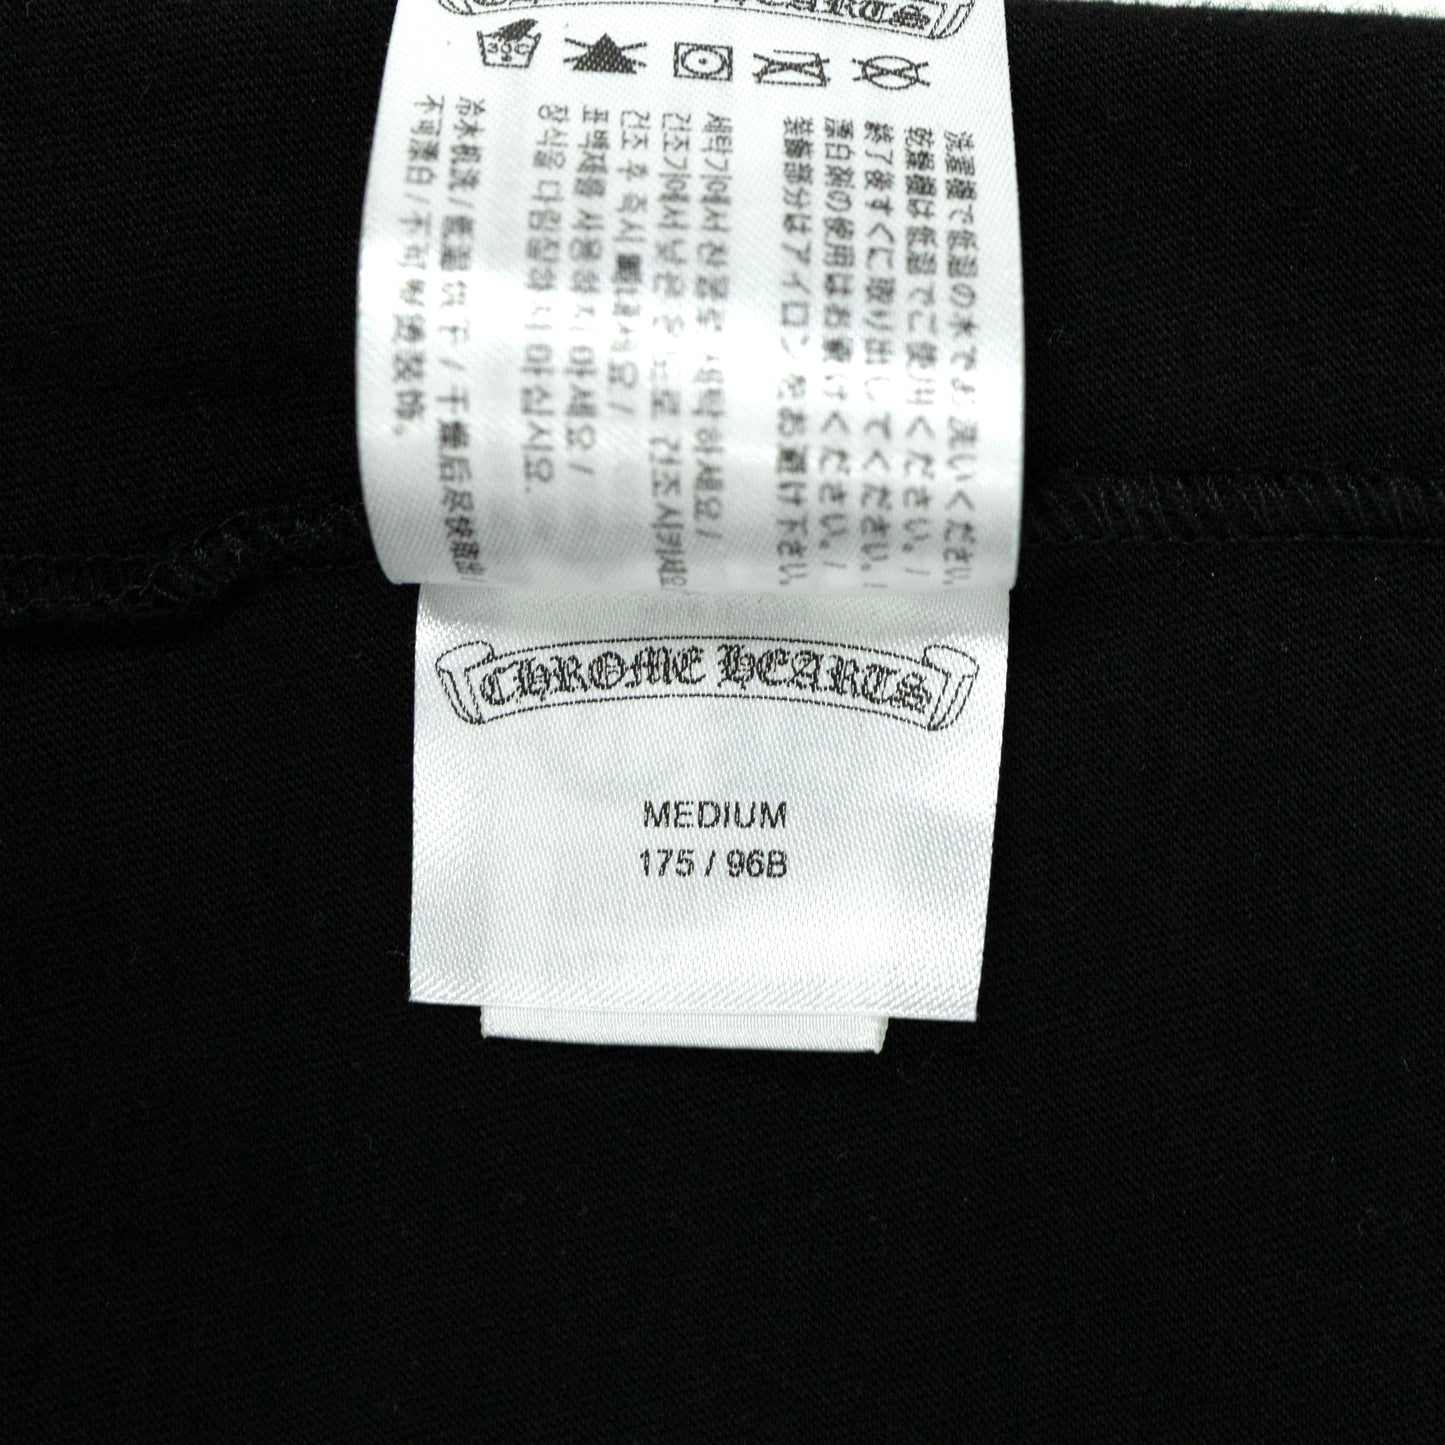 HEARTS
30C
洗濯機で低温の水でお洗いください。/
乾燥機は低温でご使用ください。/
終了後すぐに取り出してください。/
漂白剤の使用はお避けください。/
装飾部分はアイロンをお避け下さい。
세탁기에서 찬물로 세탁하세요/
건조기에서 낮은 온도로 건조 시키세요/
건조 후 즉시 꺼내세요/
표백제를 사용하지 마세요/
장식을 다림질하지 마십시오.
冷水机洗/低温烘干/干燥后尽快取出/
不可漂白/不可熨烫装饰。
CHROME HEARTS
MEDIUM
175 / 96B